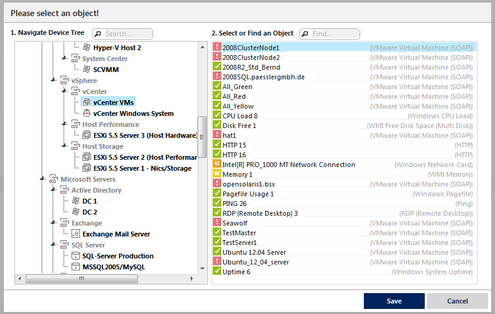 Please select an object!
1. Navigate Device Tree
Search...
2. Select or Find an Object
Find...
Hyper-V Host 2
System Center
SCVMM
vSphere
vCenter
vCenter VMs
vCenter Windows System
Host Performance
ESXi 5.5 Server 3 (Host Hardware)
Host Storage
ESXi 5.5 Server 2 (Host Performan
ESXi 5.5 Server 1 - Nics/Storage
Microsoft Servers
Active Directory
DC 1
DC 2
Exchange
Exchange Mail Server
SQL Server
SQL-Server Production
MSSQL2005/MySQL
2008ClusterNode1 (VMware Virtual Machine (SOAP))
2008ClusterNode2 (VMware Virtual Machine (SOAP))
2008R2_Std_Bernd (VMware Virtual Machine (SOAP))
2008SQL.paesslergmbh.de (VMware Virtual Machine (SOAP))
All_Green (VMware Virtual Machine (SOAP))
All_Red (VMware Virtual Machine (SOAP))
All_Yellow (VMware Virtual Machine (SOAP))
CPU Load 8 (Windows CPU Load)
Disk Free 1 (WMI Free Disk Space (Multi Disk))
hat1 (VMware Virtual Machine (SOAP))
HTTP 15 (HTTP)
HTTP 16 (HTTP)
Intel[R] PRO_1000 MT Network Connection (Windows Network Card)
Memory 1 (WMI Memory)
opensolaris1.bsx (VMware Virtual Machine (SOAP))
Pagefile Usage 1 (Windows Pagefile)
PING 26 (Ping)
RDP (Remote Desktop) 3 (RDP (Remote Desktop))
Seawolf (VMware Virtual Machine (SOAP))
TestMaster (VMware Virtual Machine (SOAP))
TestServer1 (VMware Virtual Machine (SOAP))
Ubuntu 12.04 Server (VMware Virtual Machine (SOAP))
Ubuntu_12_04_server (VMware Virtual Machine (SOAP))
Uptime 6 (Windows System Uptime)
Save
Cancel